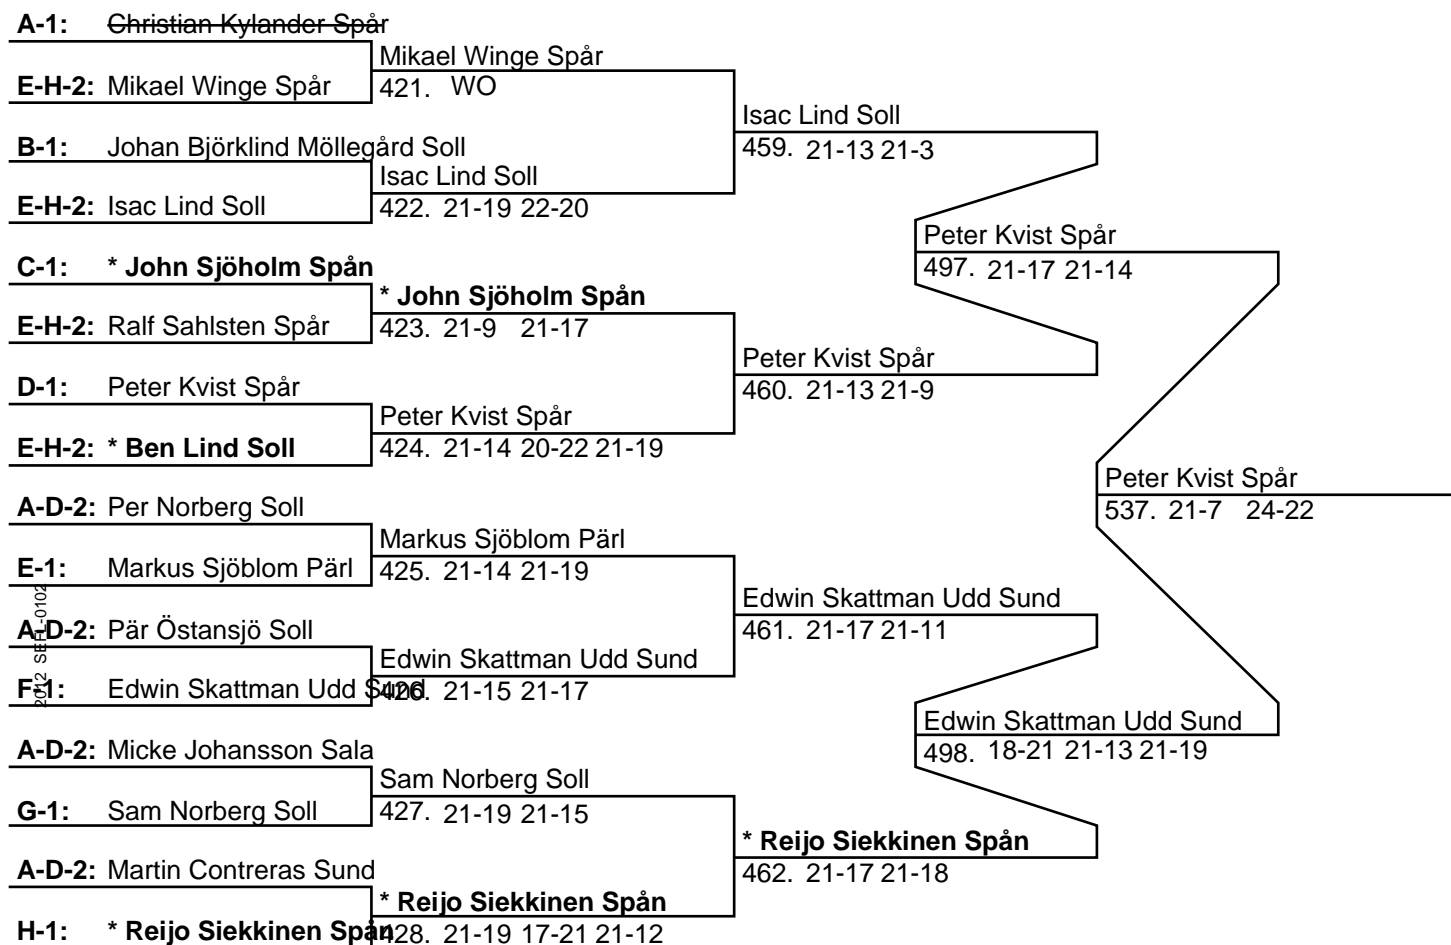 A-1: Christian Kylander Spår
Mikael Winge Spår
E-H-2: Mikael Winge Spår
421. WO
Isac Lind Soll
B-1: Johan Björklind Möllegård Soll
459. 21-13 21-3
Isac Lind Soll
E-H-2: Isac Lind Soll
422. 21-19 22-20
Peter Kvist Spår
C-1: * John Sjöholm Spån
497. 21-17 21-14
* John Sjöholm Spån
E-H-2: Ralf Sahlsten Spår
423. 21-9 21-17
Peter Kvist Spår
D-1: Peter Kvist Spår
460. 21-13 21-9
Peter Kvist Spår
E-H-2: * Ben Lind Soll
424. 21-14 20-22 21-19
Peter Kvist Spår
A-D-2: Per Norberg Soll
537. 21-7 24-22
Markus Sjöblom Pärl
E-1: Markus Sjöblom Pärl
425. 21-14 21-19
Edwin Skattman Udd Sund
A-D-2: Pär Östansjö Soll
461. 21-17 21-11
Edwin Skattman Udd Sund
F-1: Edwin Skattman Udd Sund
426. 21-15 21-17
Edwin Skattman Udd Sund
A-D-2: Micke Johansson Sala
498. 18-21 21-13 21-19
Sam Norberg Soll
G-1: Sam Norberg Soll
427. 21-19 21-15
* Reijo Siekkinen Spån
A-D-2: Martin Contreras Sund
462. 21-17 21-18
* Reijo Siekkinen Spån
H-1: * Reijo Siekkinen Spån
428. 21-19 17-21 21-12
2012 SEFL-0102